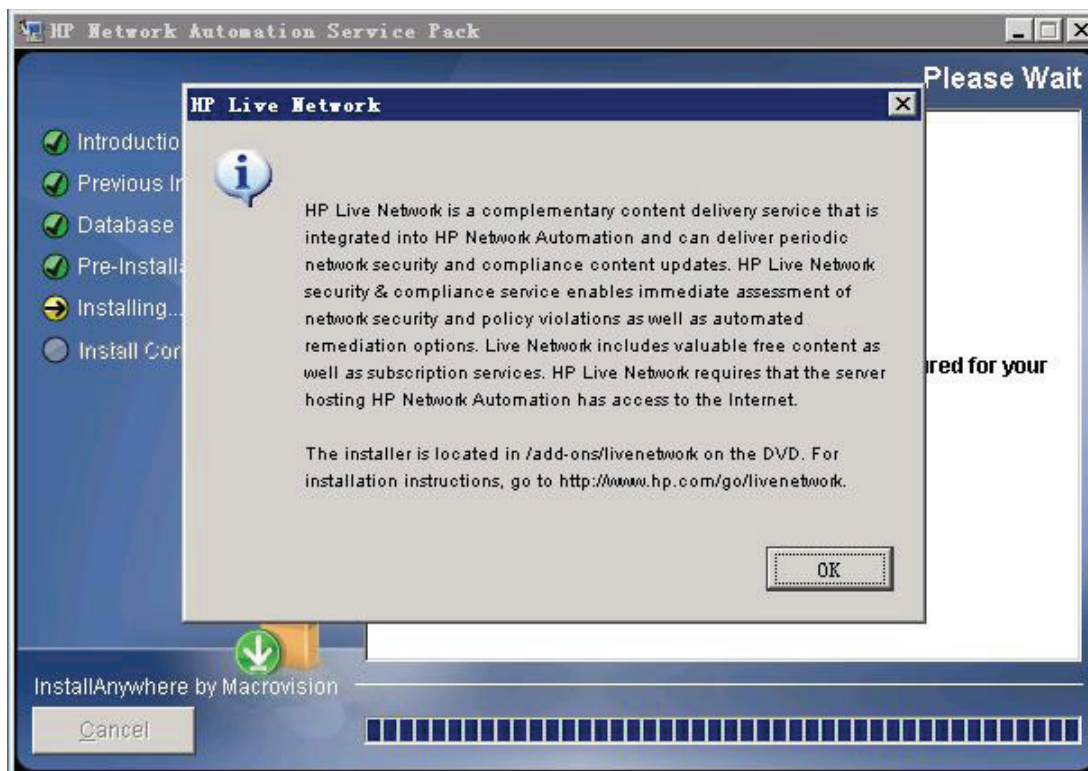 HP Network Automation Service Pack
Please Wait
HP Live Network
Introductio
Previous Ir
Database
Pre-Installa
Installing...
Install Cor
HP Live Network is a complementary content delivery service that is
integrated into HP Network Automation and can deliver periodic
network security and compliance content updates. HP Live Network
security & compliance service enables immediate assessment of
network security and policy violations as well as automated
remediation options. Live Network includes valuable free content as
well as subscription services. HP Live Network requires that the server
hosting HP Network Automation has access to the Internet.
The installer is located in /add-ons/livenetwork on the DVD. For
installation instructions, go to http://www.hp.com/go/livenetwork.
OK
ured for your
InstallAnywhere by Macrovision
Cancel